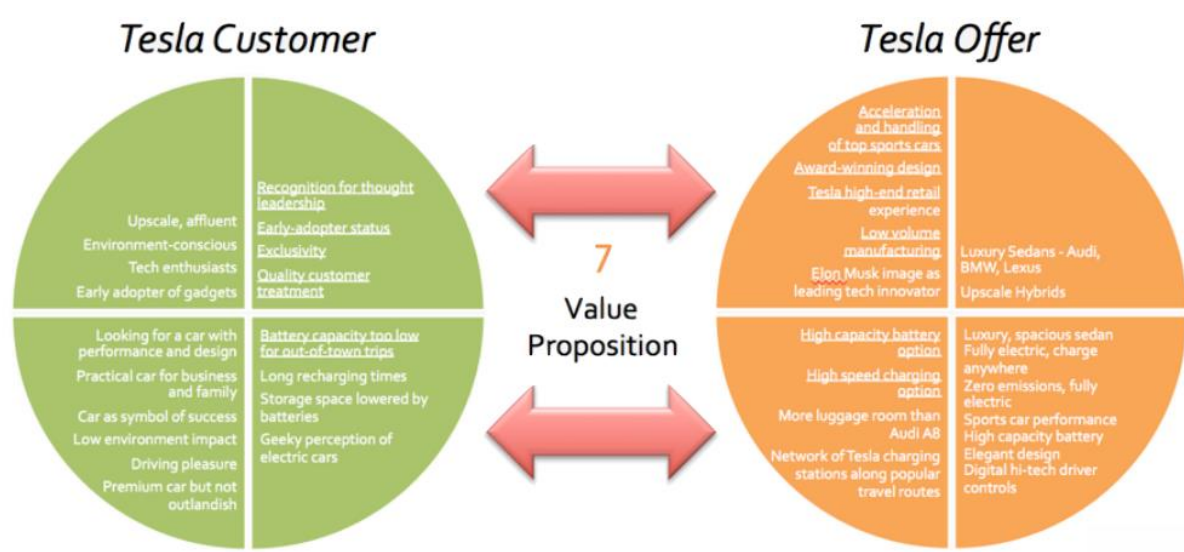 Tesla Customer
Tesla Offer
Upscale, affluent
Environment-conscious
Tech enthusiasts
Early adopter of gadgets
Recognition for thought
leadership
Early-adopter status
Exclusivity
Quality customer
treatment
Looking for a car with
performance and design
Practical car for business
and family
Car as symbol of success
Low environment impact
Driving pleasure
Premium car but not
outlandish
Battery capacity too low
for out-of-town trips
Long recharging times
Storage space lowered by
batteries
Geeky perception of
electric cars
7
Value
Proposition
Acceleration
and handling
of top sports cars
Award-winning design
Tesla high-end retail
experience
Low volume
manufacturing
Elon Musk image as
leading tech innovator
Luxury Sedans - Audi,
BMW, Lexus
Upscale Hybrids
High capacity battery
option
High speed charging
option
More luggage room than
Audi A8
Network of Tesla charging
stations along popular
travel routes
Luxury, spacious sedan
Fully electric, charge
anywhere
Zero emissions, fully
electric
Sports car performance
High capacity battery
Elegant design
Digital hi-tech driver
controls